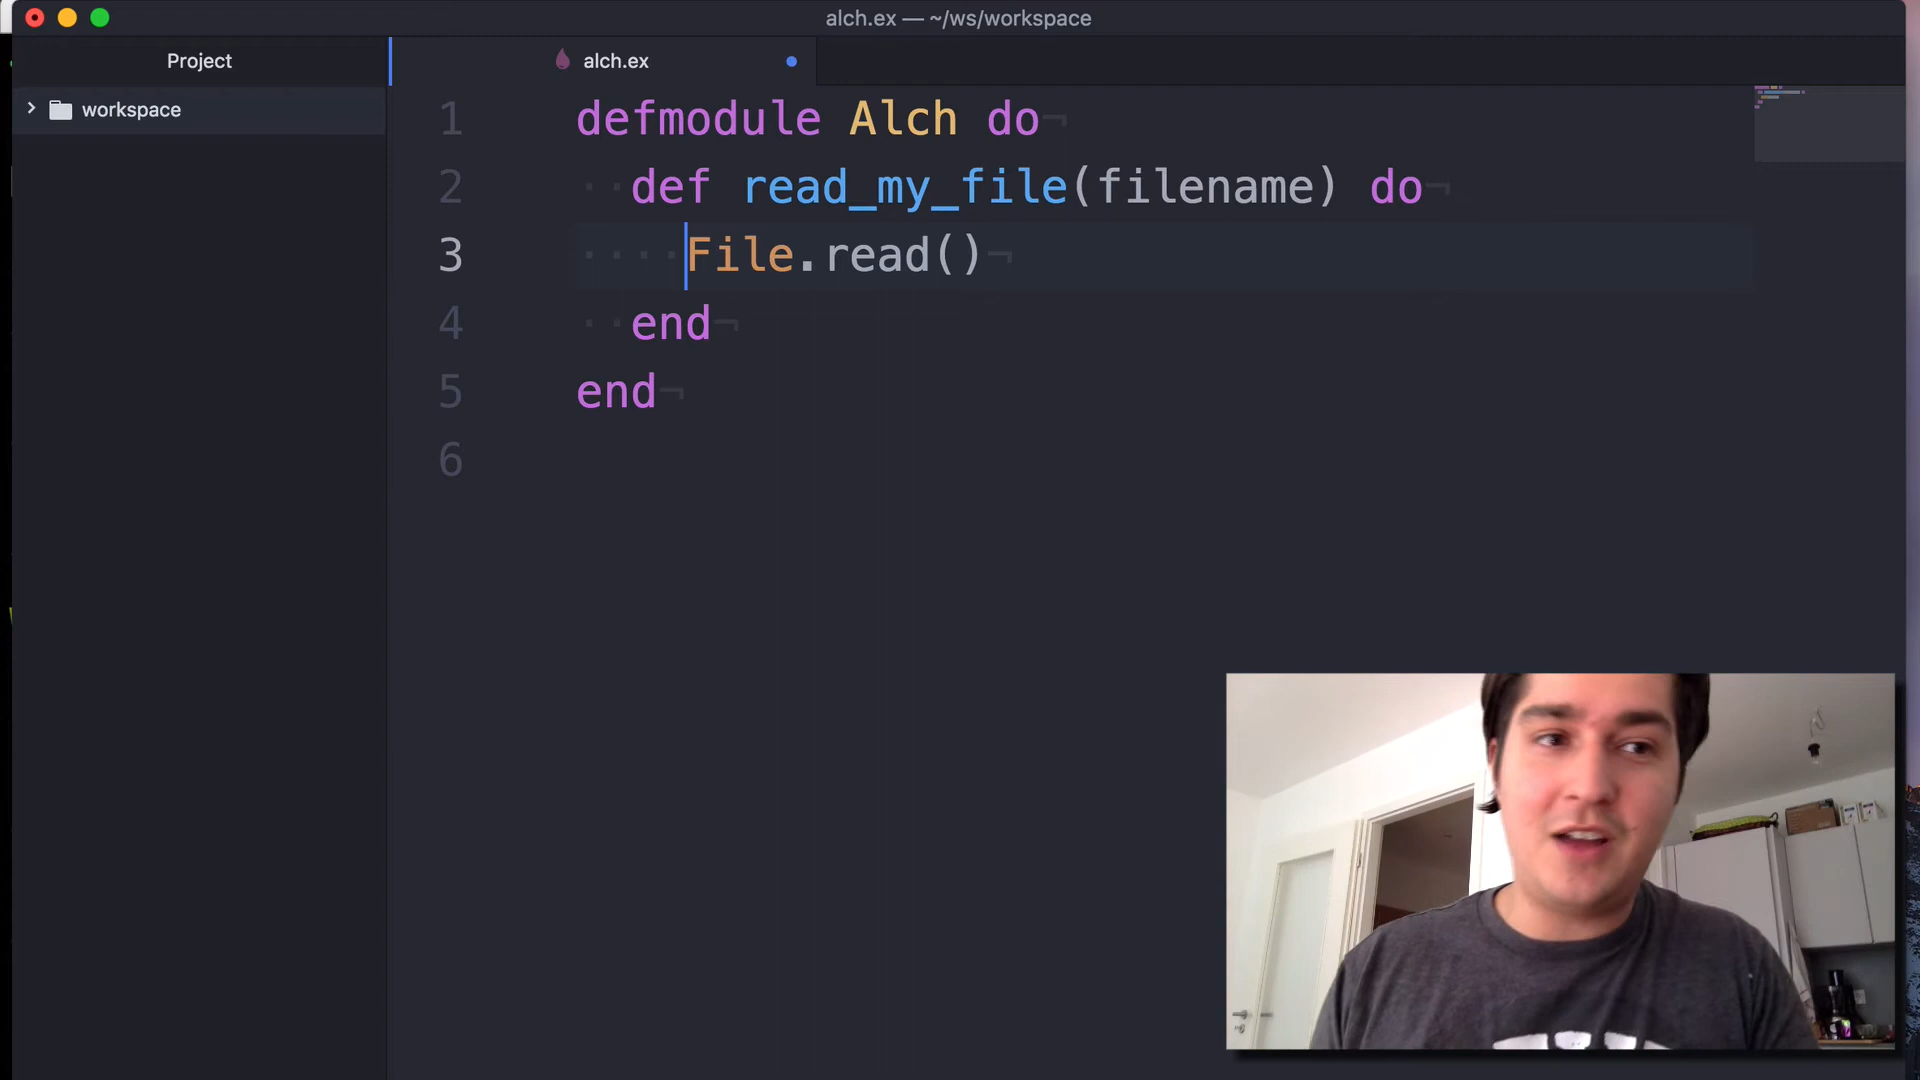 alch.ex — ~/ws/workspace
Project
alch.ex
workspace
1 defmodule Alch do¬
2 ··def read_my_file(filename) do¬
3 ····File.read()¬
4 ··end¬
5 end¬
6